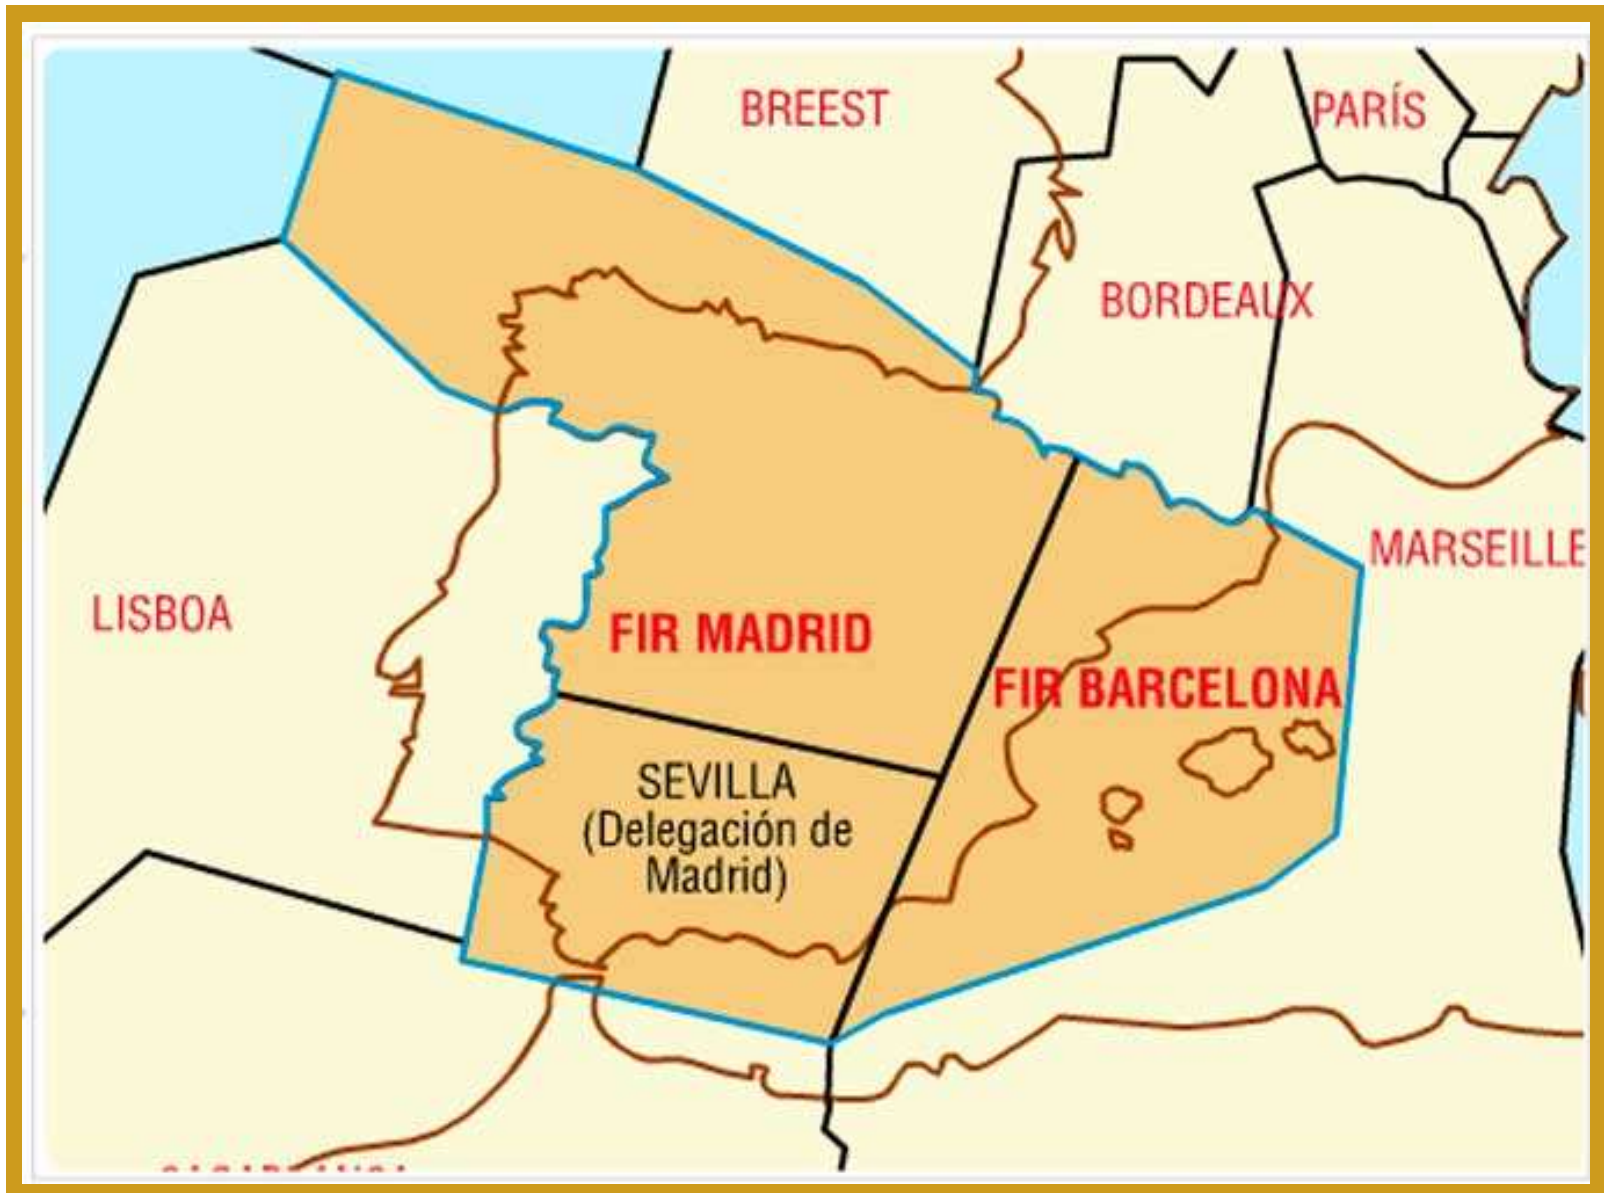 BREEST
PARÍS
BORDEAUX
MARSEILLE
LISBOA
FIR MADRID
FIR BARCELONA
SEVILLA
(Delegación de
Madrid)